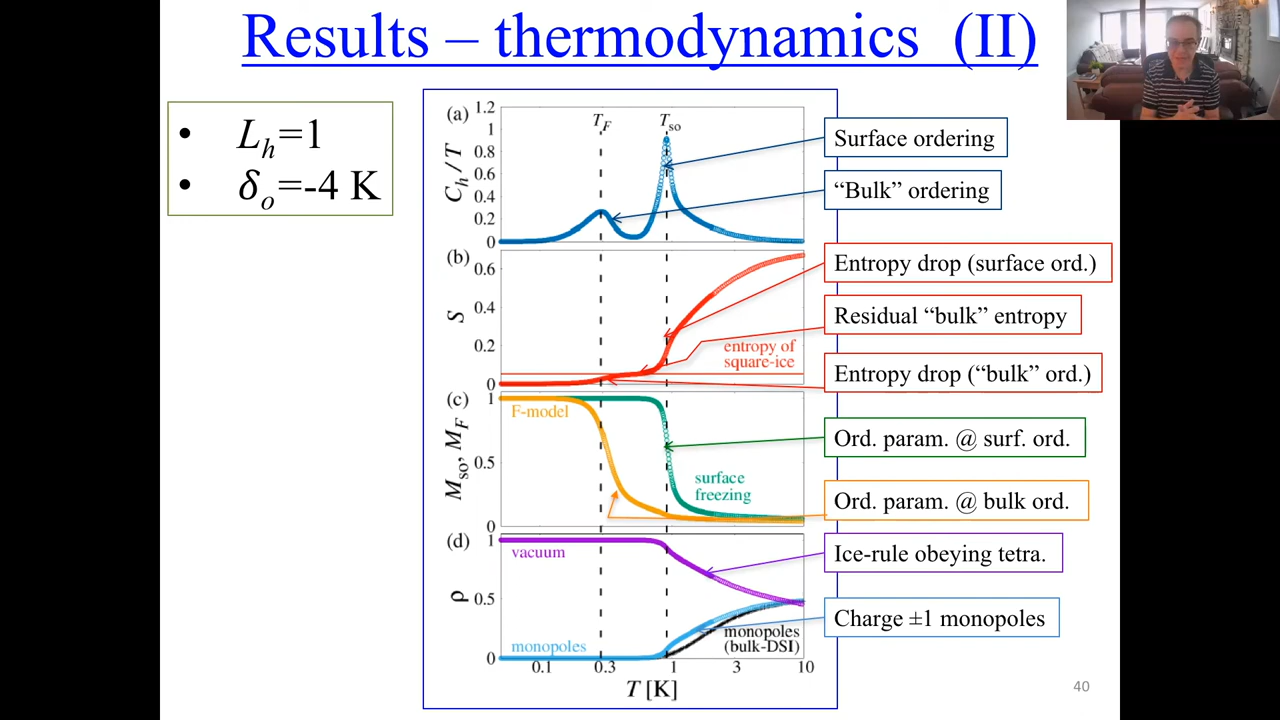 Results – thermodynamics (II)
• Lₕ=1
• δₒ=-4 K
(a)
1.2
1
0.8
0.6
0.4
0.2
0
Cₕ / T
T_F
T_so
Surface ordering
“Bulk” ordering
(b)
0.6
0.4
0.2
0
S
entropy of
square-ice
Entropy drop (surface ord.)
Residual “bulk” entropy
Entropy drop (“bulk” ord.)
(c)
1
0.5
0
M_so, M_F
F-model
surface
freezing
Ord. param. @ surf. ord.
Ord. param. @ bulk ord.
(d)
1
0.5
0
ρ
vacuum
monopoles
monopoles
(bulk-DSI)
Ice-rule obeying tetra.
Charge ±1 monopoles
0.1 0.3 1 3 10
T [K]
40